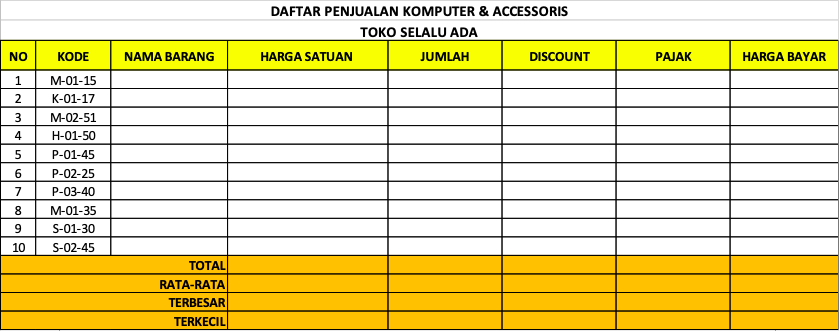 DAFTAR PENJUALAN KOMPUTER & ACCESSORIS
TOKO SELALU ADA
NO KODE NAMA BARANG HARGA SATUAN JUMLAH DISCOUNT PAJAK HARGA BAYAR
1 M-01-15
2 K-01-17
3 M-02-51
4 H-01-50
5 P-01-45
6 P-02-25
7 P-03-40
8 M-01-35
9 S-01-30
10 S-02-45
TOTAL
RATA-RATA
TERBESAR
TERKECIL